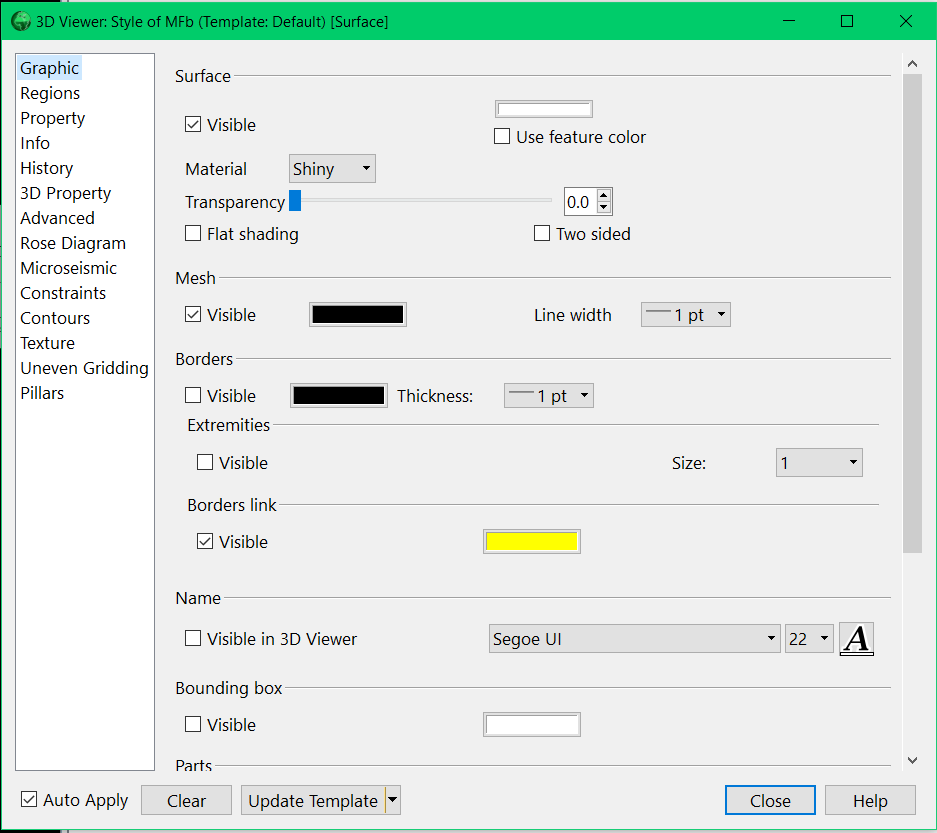 3D Viewer: Style of MFb (Template: Default) [Surface]
Graphic
Regions
Property
Info
History
3D Property
Advanced
Rose Diagram
Microseismic
Constraints
Contours
Texture
Uneven Gridding
Pillars
Surface
Visible
Use feature color
Material Shiny
Transparency 0.0
Flat shading Two sided
Mesh
Visible Line width 1 pt
Borders
Visible Thickness: 1 pt
Extremities
Visible Size: 1
Borders link
Visible
Name
Visible in 3D Viewer Segoe UI 22 A
Bounding box
Visible
Parts
Auto Apply Clear Update Template Close Help